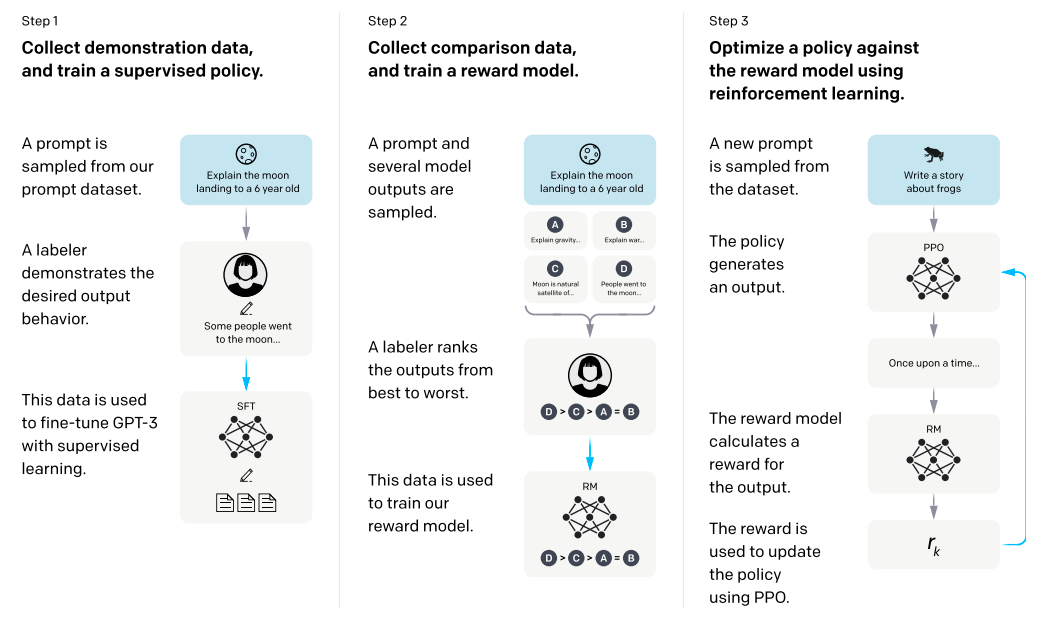 Step 1
Collect demonstration data,
and train a supervised policy.
A prompt is
sampled from our
prompt dataset.
Explain the moon
landing to a 6 year old
A labeler
demonstrates the
desired output
behavior.
Some people went
to the moon...
This data is used
to fine-tune GPT-3
with supervised
learning.
SFT
Step 2
Collect comparison data,
and train a reward model.
A prompt and
several model
outputs are
sampled.
Explain the moon
landing to a 6 year old
A
Explain gravity...
B
Explain war...
C
Moon is natural
satellite of...
D
People went to
the moon...
A labeler ranks
the outputs from
best to worst.
D > C > A = B
This data is used
to train our
reward model.
RM
D > C > A = B
Step 3
Optimize a policy against
the reward model using
reinforcement learning.
A new prompt
is sampled from
the dataset.
Write a story
about frogs
The policy
generates
an output.
PPO
Once upon a time...
The reward model
calculates a
reward for
the output.
RM
The reward is
used to update
the policy
using PPO.
r_k